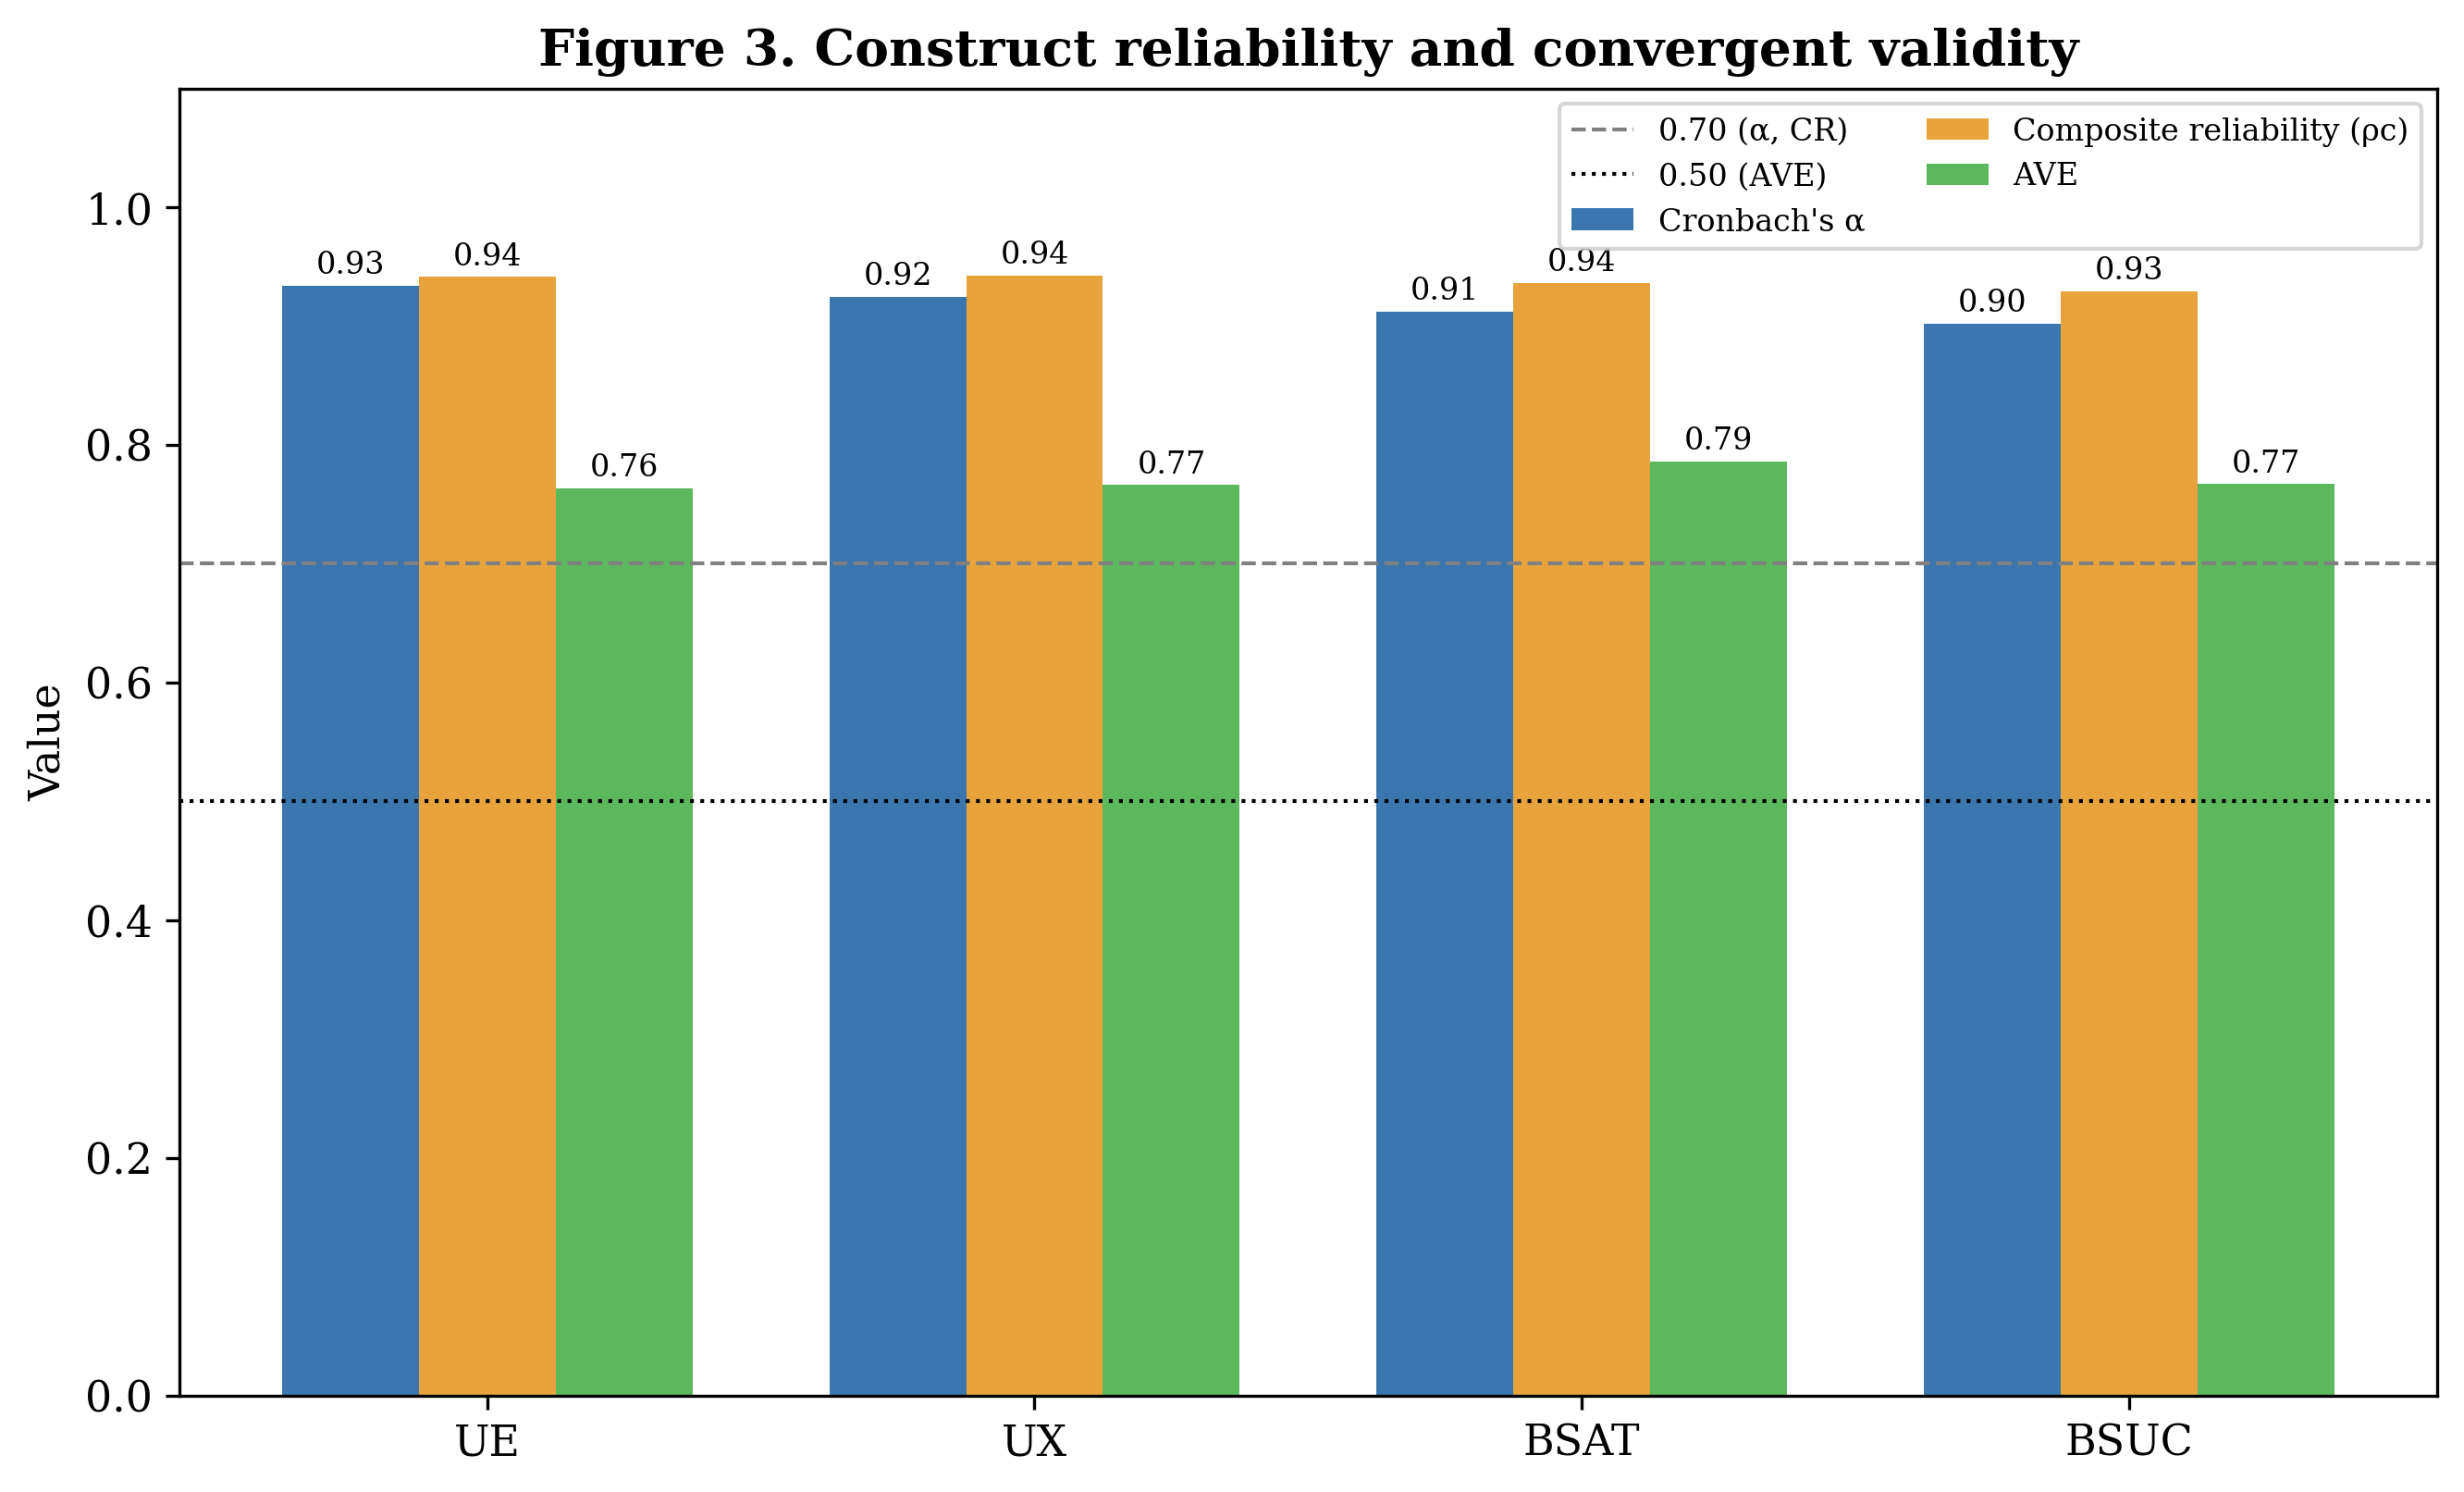 Figure 3. Construct reliability and convergent validity
0.70 (α, CR)
0.50 (AVE)
Cronbach's α
Composite reliability (ρc)
AVE
Value
1.0
0.8
0.6
0.4
0.2
0.0
0.93
0.94
0.76
0.92
0.94
0.77
0.91
0.94
0.79
0.90
0.93
0.77
UE
UX
BSAT
BSUC